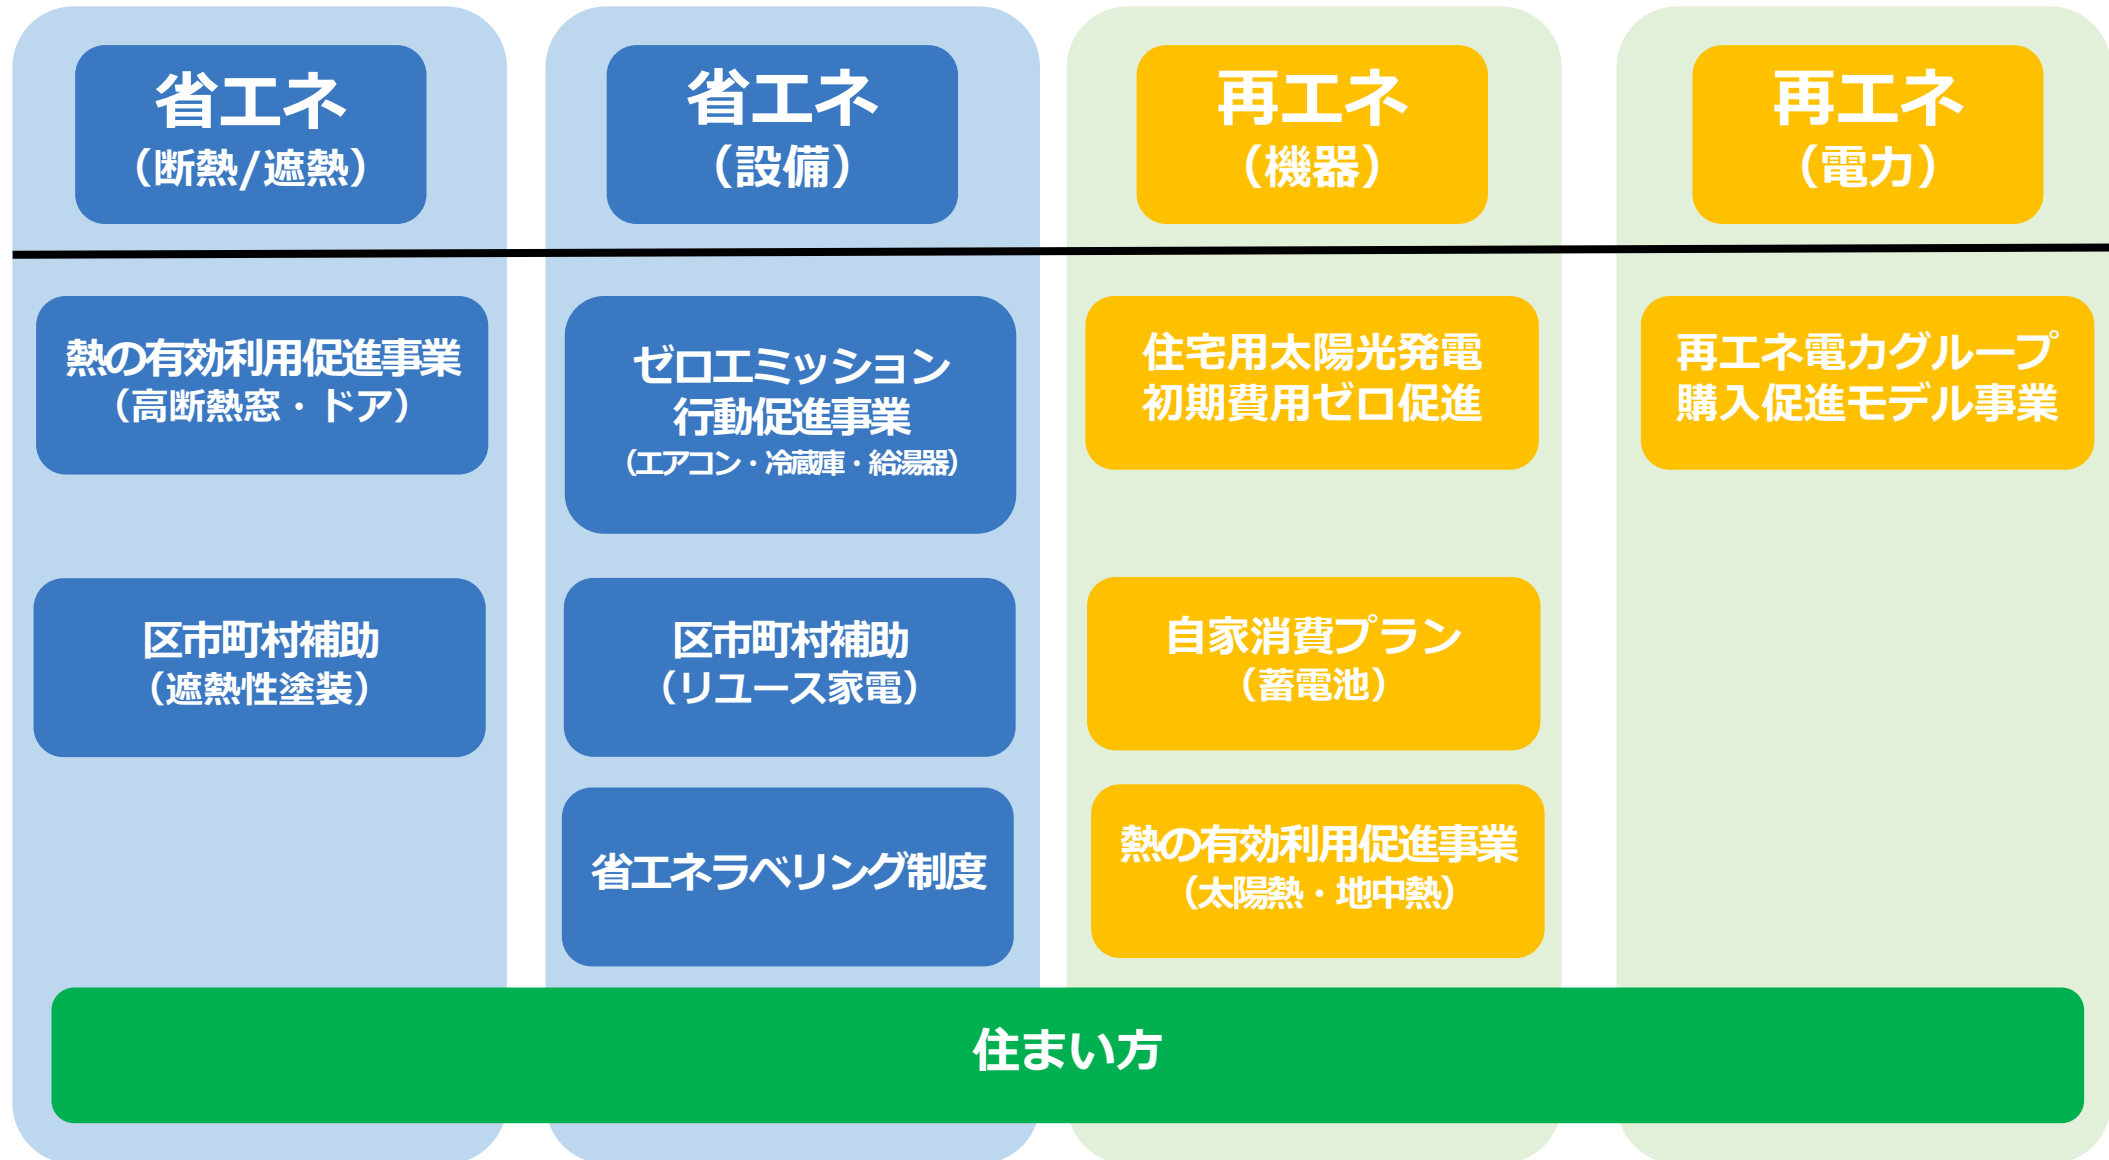 省エネ
（断熱/遮熱）
省エネ
（設備）
再エネ
（機器）
再エネ
（電力）
熱の有効利用促進事業
（高断熱窓・ドア）
ゼロエミッション
行動促進事業
（エアコン・冷蔵庫・給湯器）
住宅用太陽光発電
初期費用ゼロ促進
再エネ電力グループ
購入促進モデル事業
区市町村補助
（遮熱性塗装）
区市町村補助
（リユース家電）
自家消費プラン
（蓄電池）
省エネラベリング制度
熱の有効利用促進事業
（太陽熱・地中熱）
住まい方